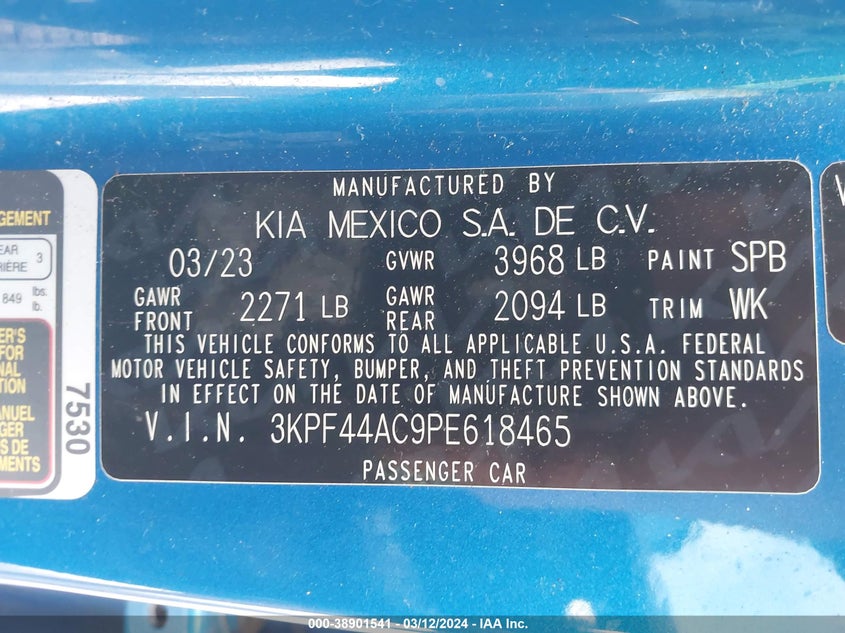 MANUFACTURED BY
KIA MEXICO S.A. DE C.V.
03/23 GVWR 3968 LB PAINT SPB
GAWR FRONT 2271 LB GAWR REAR 2094 LB TRIM WK
THIS VEHICLE CONFORMS TO ALL APPLICABLE U.S.A. FEDERAL
MOTOR VEHICLE SAFETY, BUMPER, AND THEFT PREVENTION STANDARDS
IN EFFECT ON THE DATE OF MANUFACTURE SHOWN ABOVE.
V.I.N. 3KPF44AC9PE618465
PASSENGER CAR
3
849 lbs.
lb.
7530
000-38901541 - 03/12/2024 - IAA Inc.